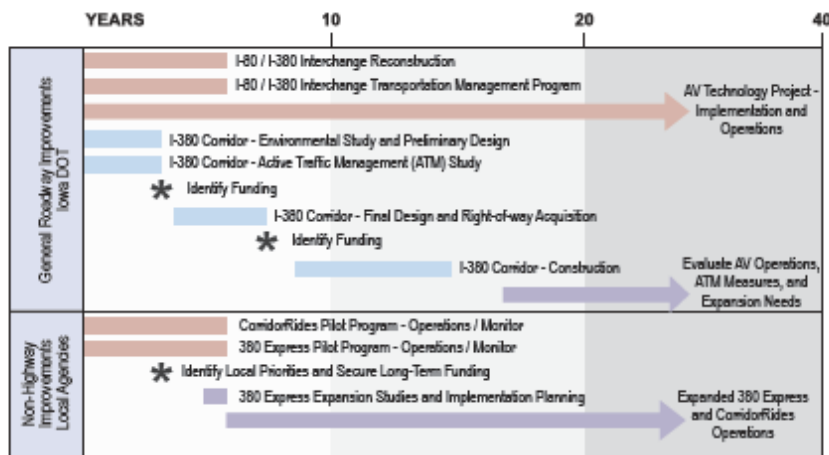 YEARS 10 20 40
General Roadway Improvements
Iowa DOT
I-80 / I-380 Interchange Reconstruction
I-80 / I-380 Interchange Transportation Management Program
AV Technology Project -
Implementation and
Operations
I-380 Corridor - Environmental Study and Preliminary Design
I-380 Corridor - Active Traffic Management (ATM) Study
* Identify Funding
I-380 Corridor - Final Design and Right-of-way Acquisition
* Identify Funding
I-380 Corridor - Construction
Evaluate AV Operations,
ATM Measures, and
Expansion Needs
Non-Highway
Improvements
Local Agencies
CorridorRides Pilot Program - Operations / Monitor
380 Express Pilot Program - Operations / Monitor
* Identify Local Priorities and Secure Long-Term Funding
380 Express Expansion Studies and Implementation Planning
Expanded 380 Express
and CorridorRides
Operations